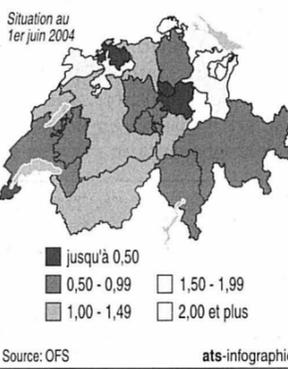 Situation au
1er juin 2004
jusqu'à 0,50
0,50 - 0,99
1,50 - 1,99
1,00 - 1,49
2,00 et plus
Source: OFS
ats-infographie